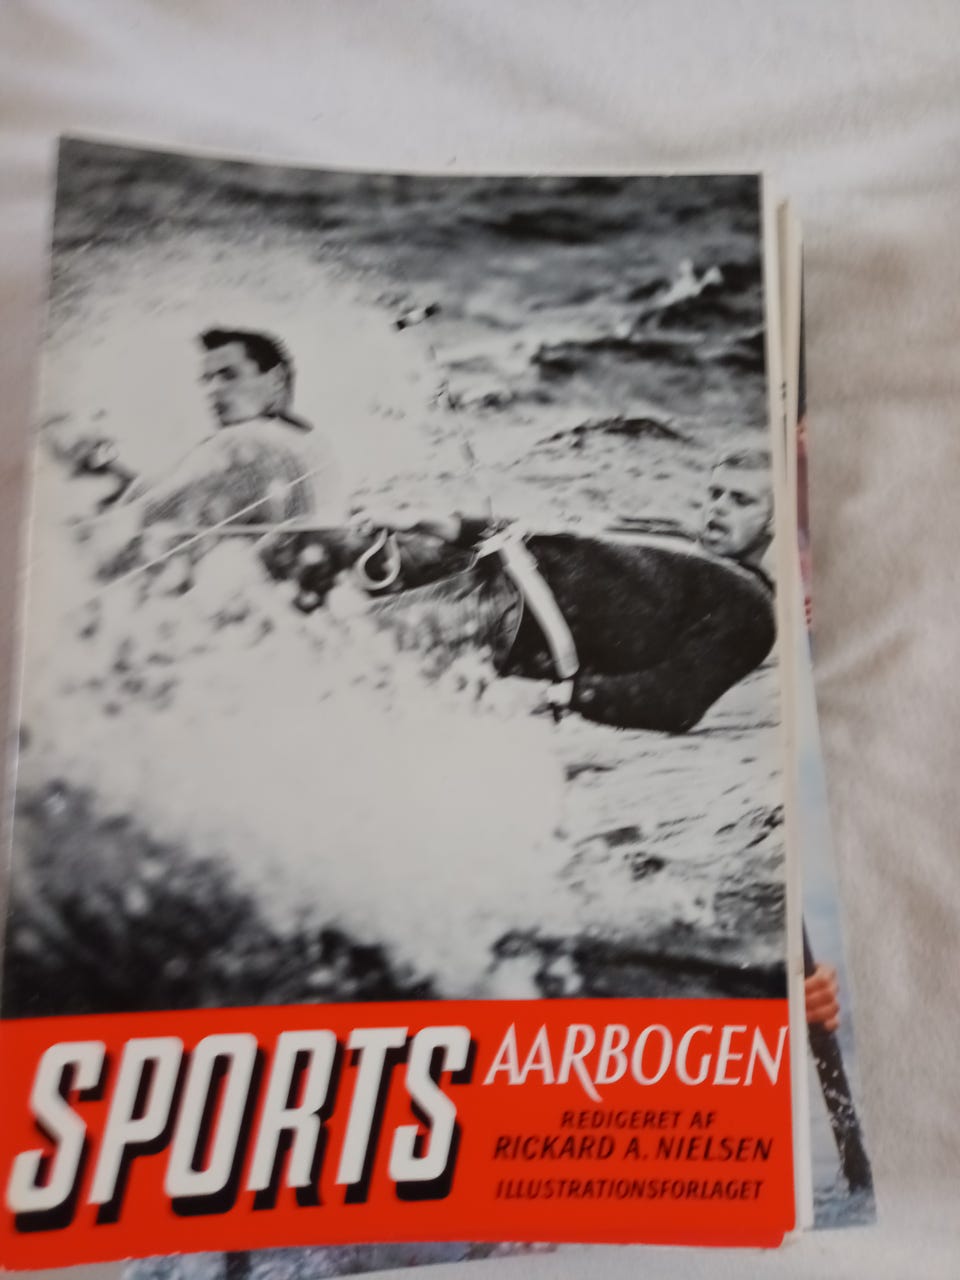 SPORTS AARBOGEN
REDIGERET AF
RICKARD A. NIELSEN
ILLUSTRATIONSFORLAGET